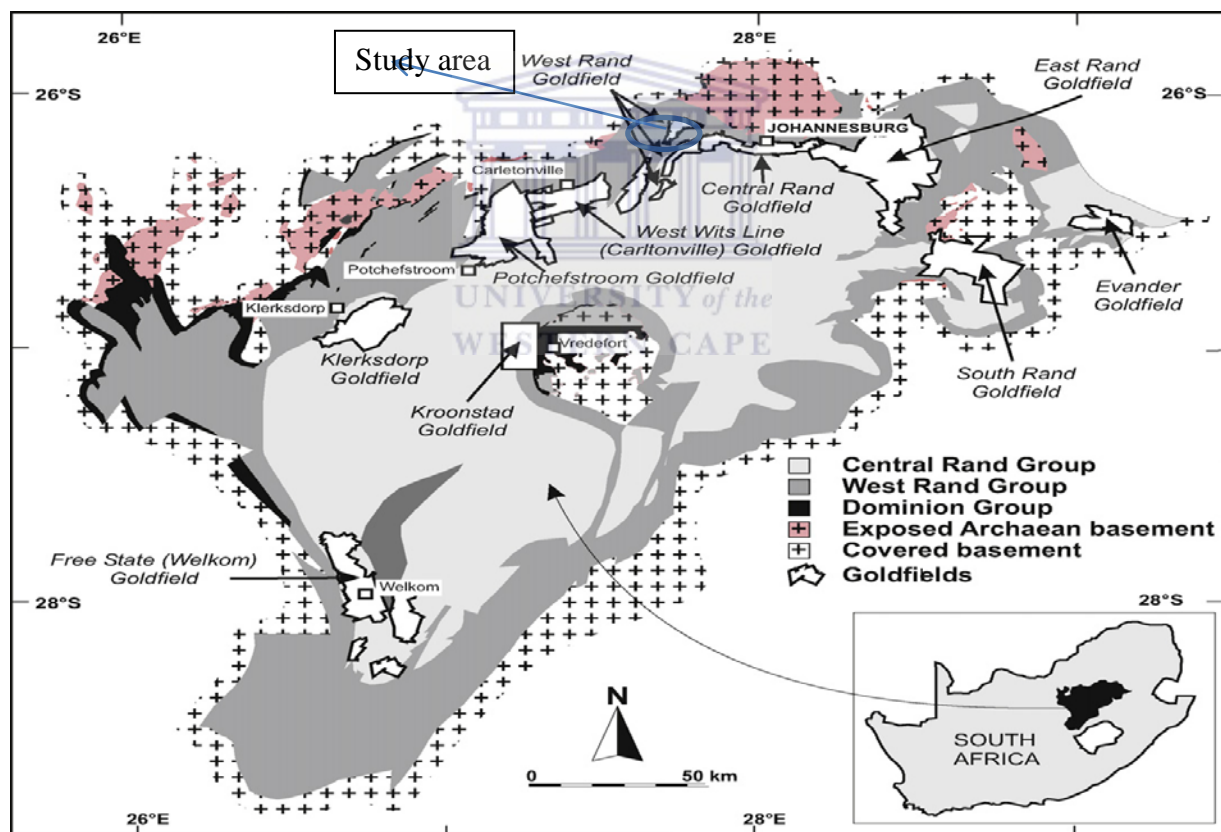 26°E
28°E
Study area
West Rand
Goldfield
East Rand
Goldfield
26°S
26°S
JOHANNESBURG
Carletonville
Central Rand
Goldfield
West Wits Line
(Carltonville) Goldfield
Potchefstroom
Potchefstroom Goldfield
Evander
Goldfield
UNIVERSITY of the
WESTERN CAPE
Klerksdorp
Vredefort
Klerksdorp
Goldfield
South Rand
Goldfield
Kroonstad
Goldfield
Central Rand Group
West Rand Group
Dominion Group
Exposed Archaean basement
Covered basement
Goldfields
Free State (Welkom)
Goldfield
Welkom
28°S
28°S
N
0 50 km
SOUTH
AFRICA
26°E
28°E